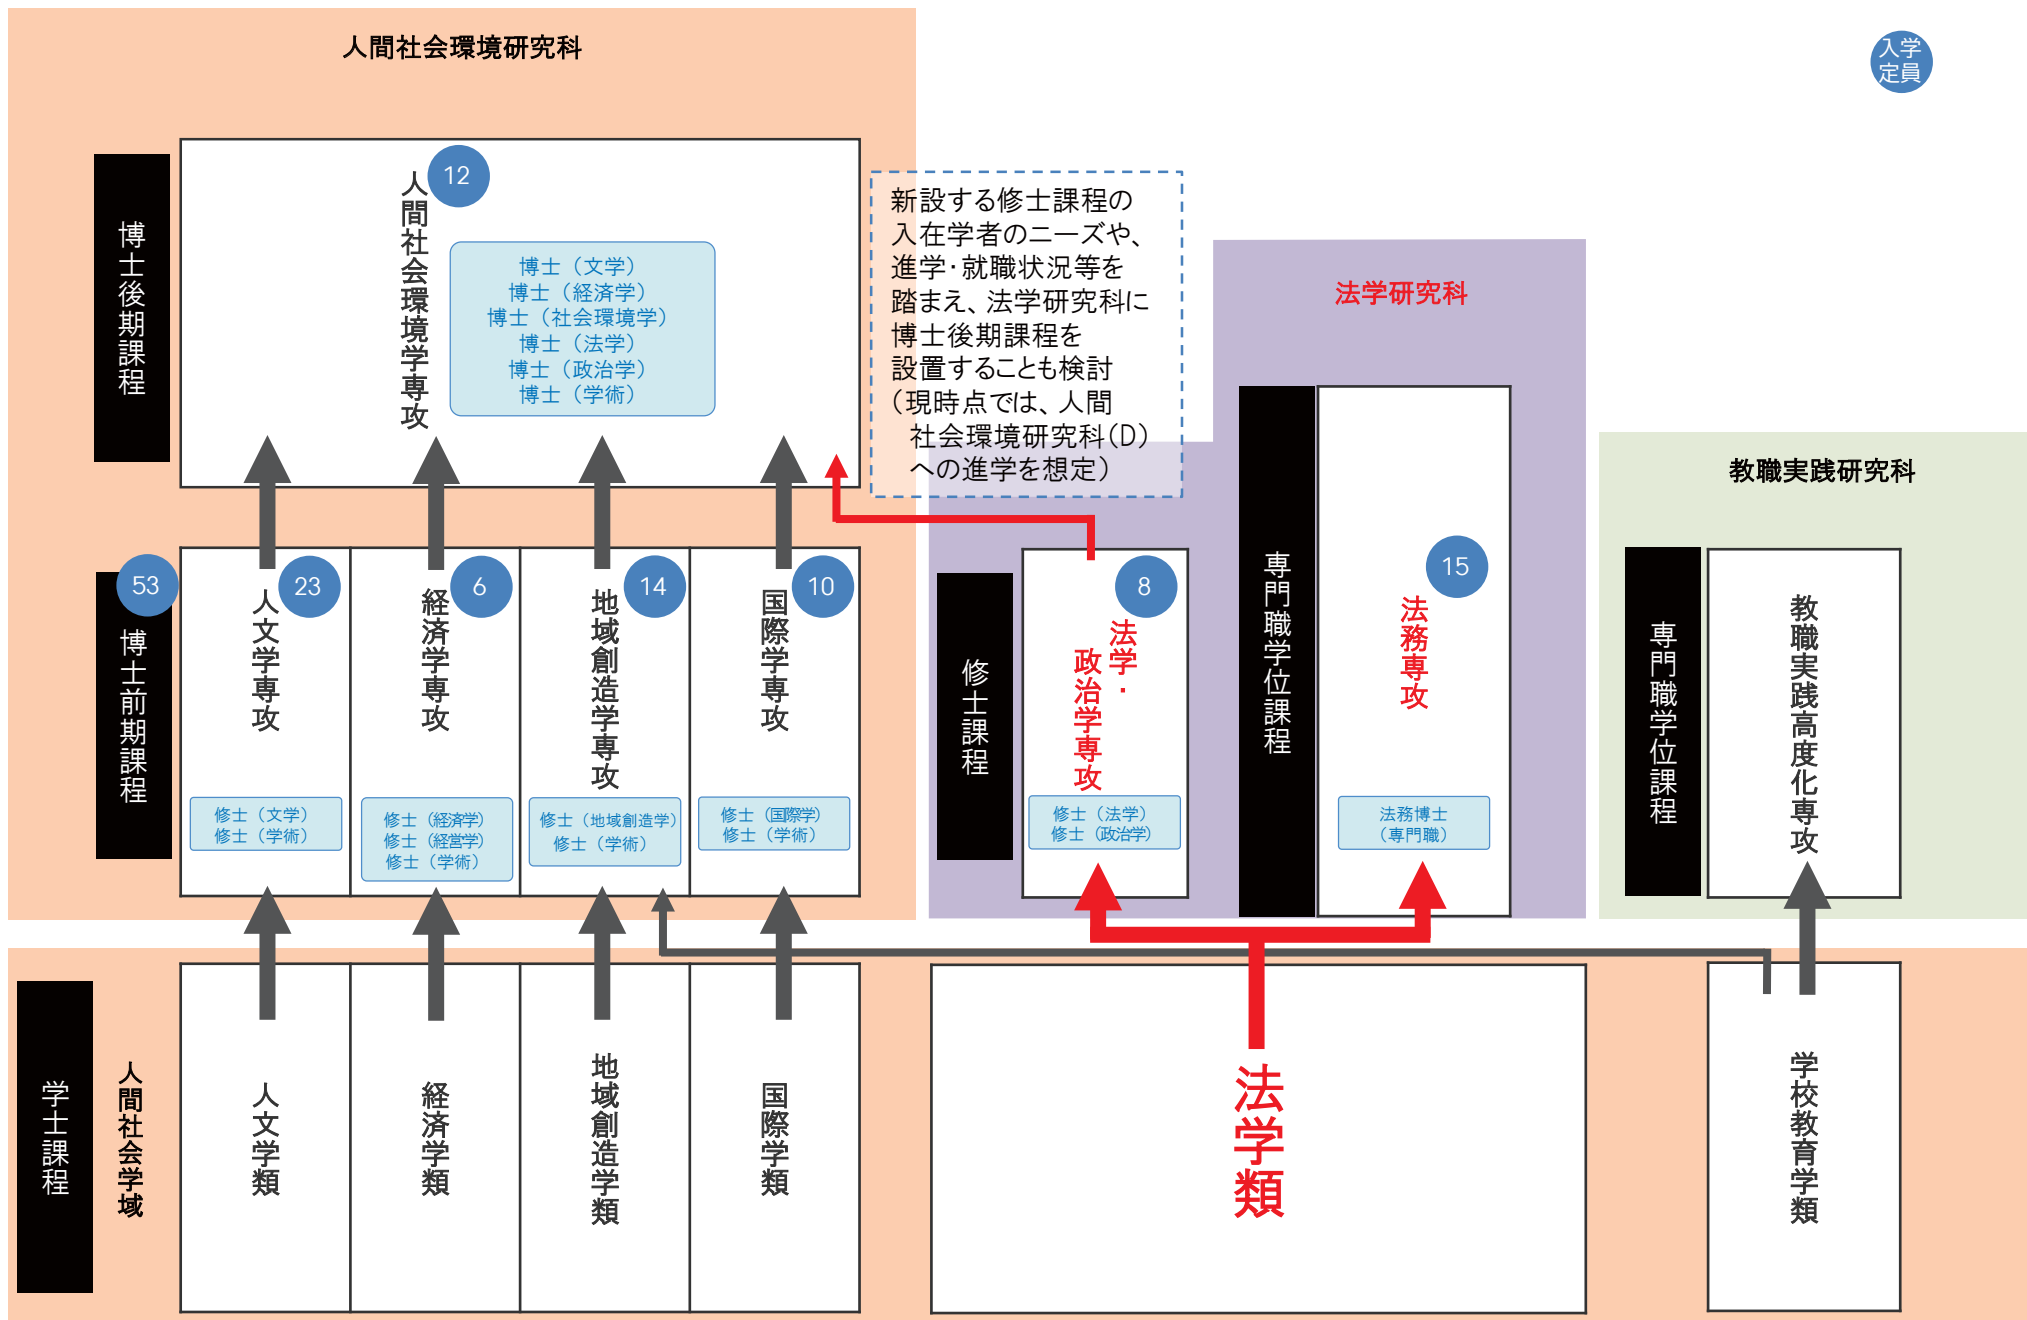 人間社会環境研究科
入学
定員
博士後期課程
人間社会環境学専攻
12
博士（文学）
博士（経済学）
博士（社会環境学）
博士（法学）
博士（政治学）
博士（学術）
新設する修士課程の
入在学者のニーズや、
進学・就職状況等を
踏まえ、法学研究科に
博士後期課程を
設置することも検討
（現時点では、人間
社会環境研究科（D）
への進学を想定）
法学研究科
教職実践研究科
53
博士前期課程
人文学専攻
23
修士（文学）
修士（学術）
経済学専攻
6
修士（経済学）
修士（経営学）
修士（学術）
地域創造学専攻
14
修士（地域創造学）
修士（学術）
国際学専攻
10
修士（国際学）
修士（学術）
修士課程
法学・
政治学専攻
8
修士（法学）
修士（政治学）
専門職学位課程
法務専攻
15
法務博士
（専門職）
専門職学位課程
教職実践高度化専攻
学士課程
人間社会学域
人文学類
経済学類
地域創造学類
国際学類
法学類
学校教育学類